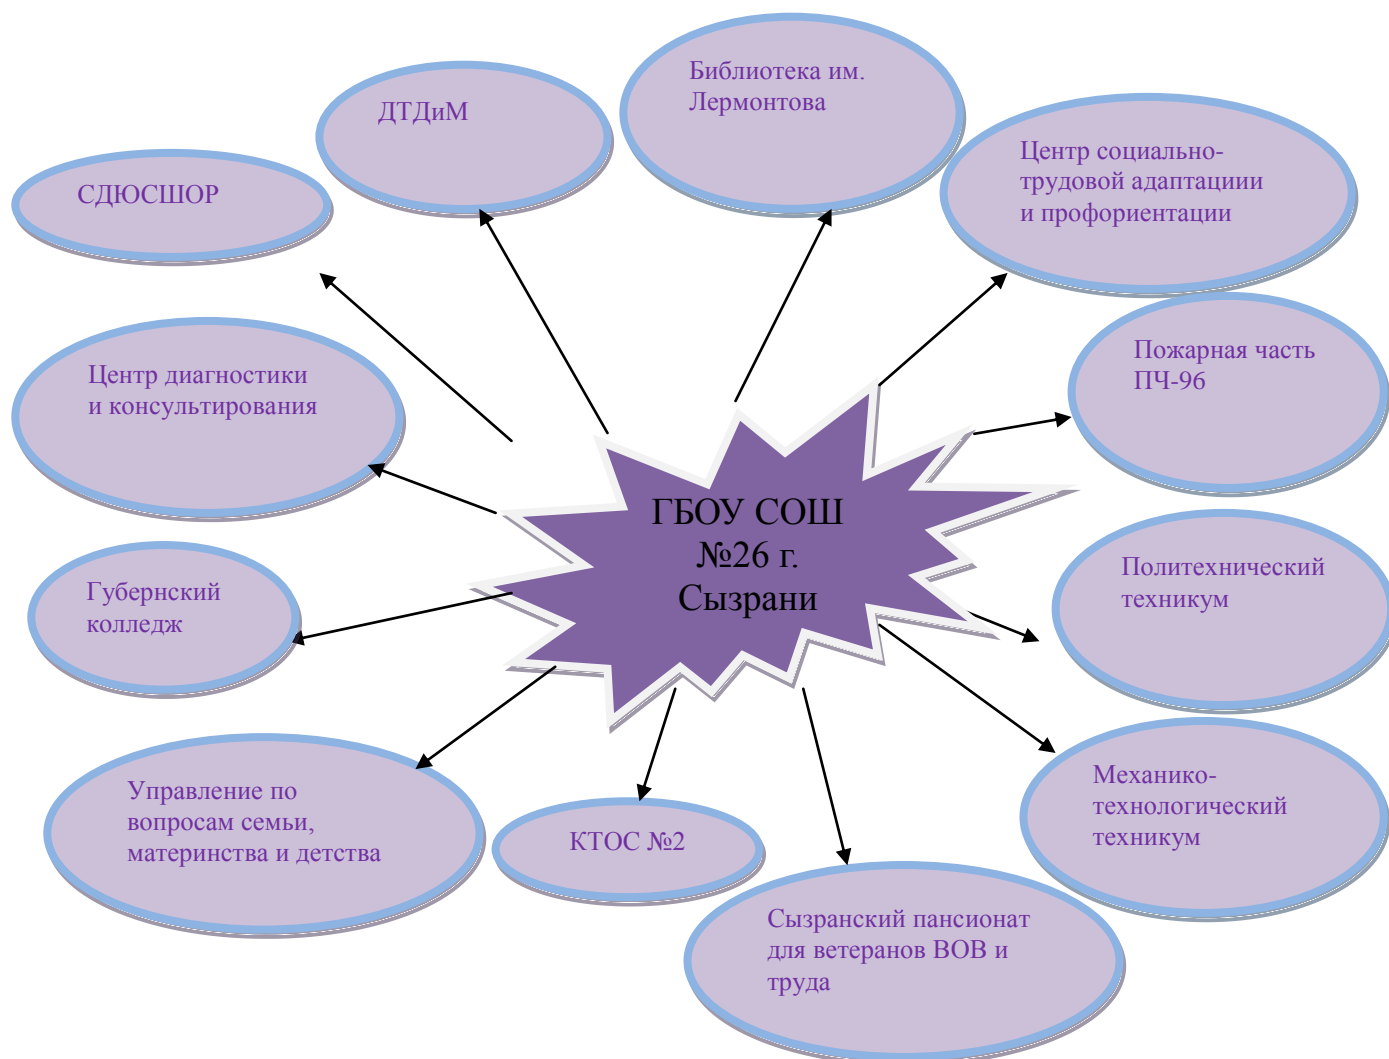 Библиотека им.
Лермонтова
ДТДиМ
Центр социально-
трудовой адаптациии
и профориентации
СДЮСШОР
Пожарная часть
ПЧ-96
Центр диагностики
и консультирования
ГБОУ СОШ
№26 г.
Сызрани
Политехнический
техникум
Губернский
колледж
Механико-
технологический
техникум
Управление по
вопросам семьи,
материнства и детства
КТОС №2
Сызранский пансионат
для ветеранов ВОВ и
труда